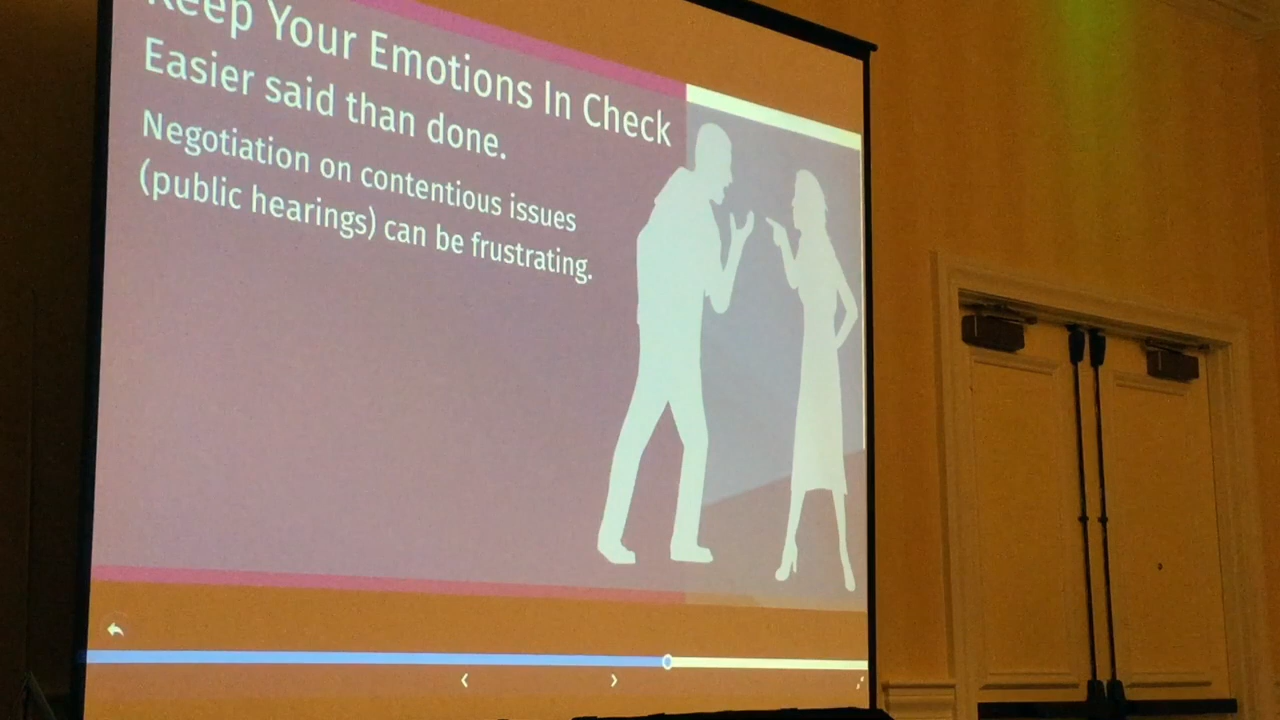 Keep Your Emotions In Check
Easier said than done.
Negotiation on contentious issues
(public hearings) can be frustrating.